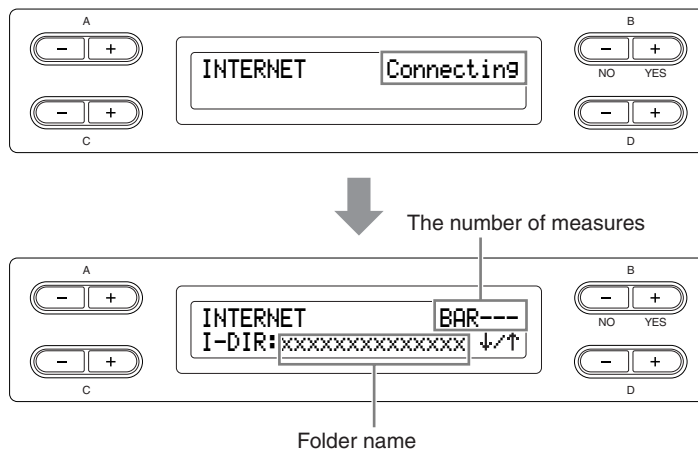 A
B
- +
- +
INTERNET Connecting
NO YES
- +
- +
C
D
The number of measures
A
B
- +
- +
INTERNET BAR---
NO YES
I-DIR:xxxxxxxxxxxxxx ↓/↑
- +
- +
C
D
Folder name